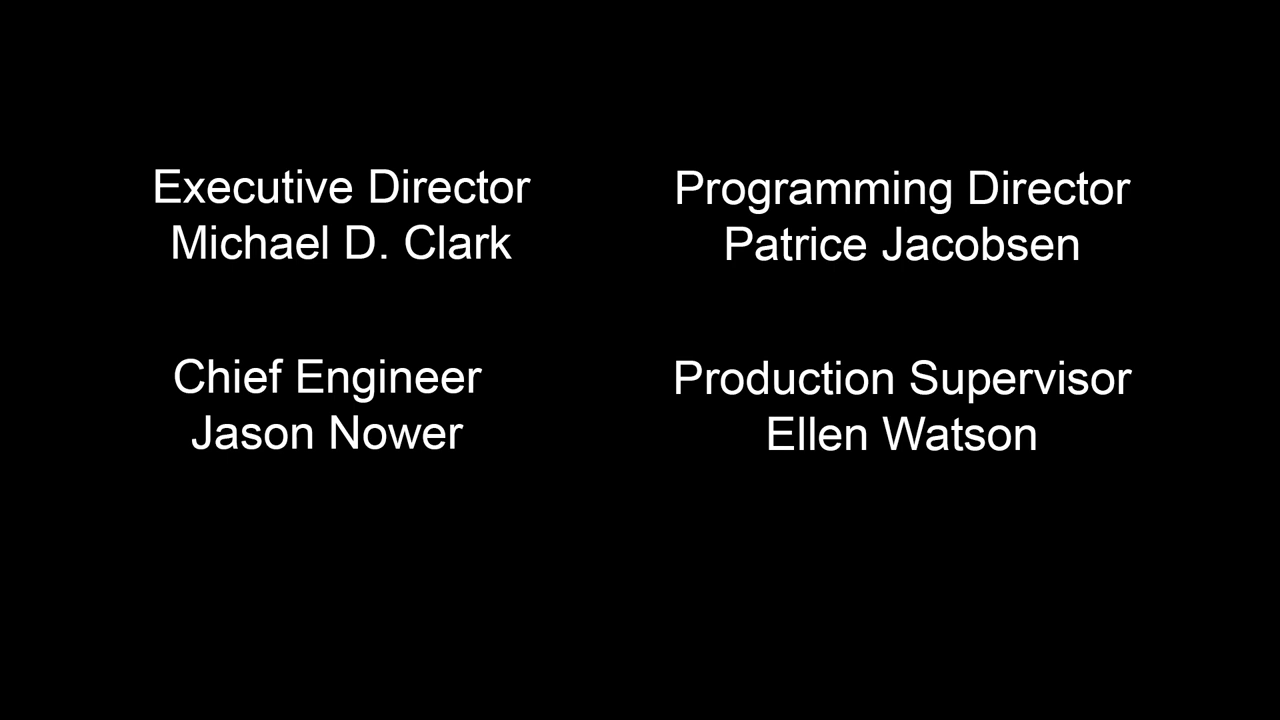 Executive Director
Michael D. Clark
Programming Director
Patrice Jacobsen
Chief Engineer
Jason Nower
Production Supervisor
Ellen Watson